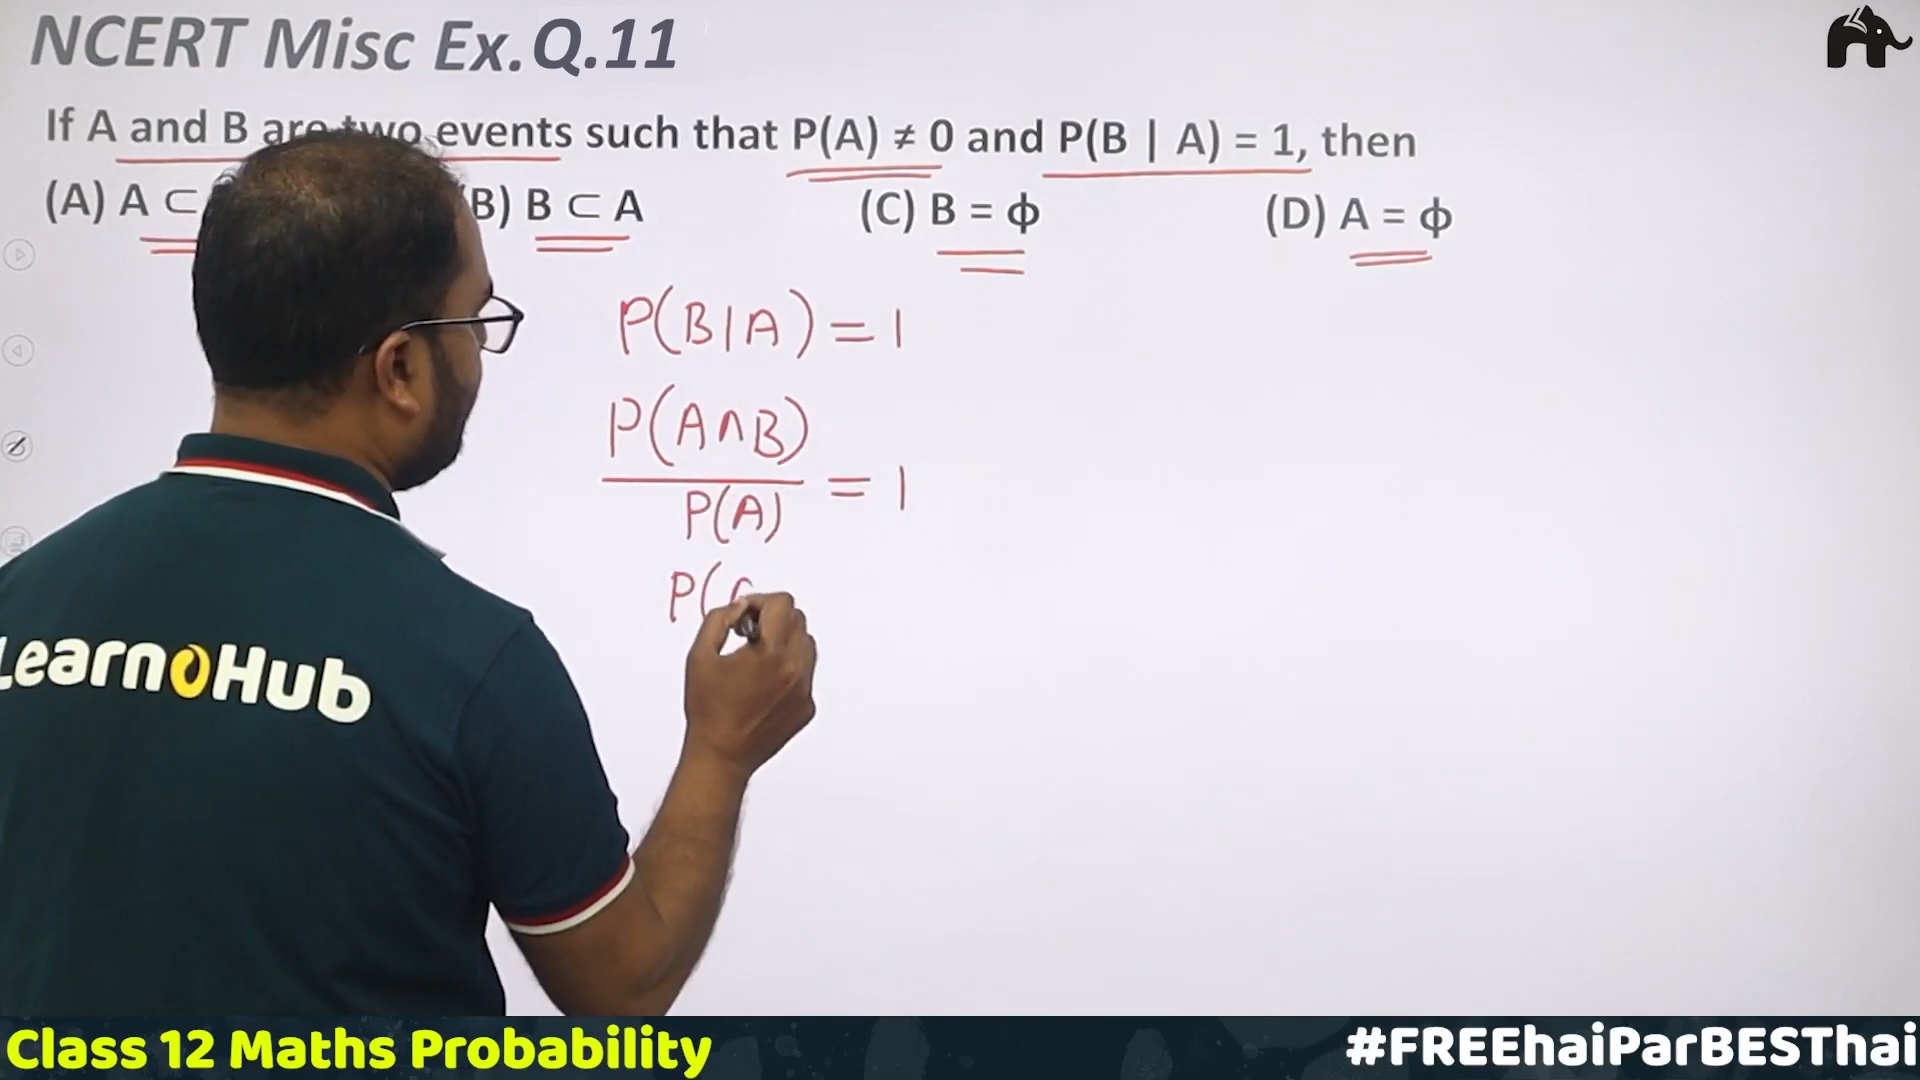 NCERT Misc Ex.Q.11
If A and B are two events such that P(A) ≠ 0 and P(B | A) = 1, then
(A) A ⊂ B) B ⊂ A (C) B = ϕ (D) A = ϕ
P(B|A) = 1
P(A∩B)
P(A) = 1
P(
LearnoHub
Class 12 Maths Probability #FREEhaiParBESThai